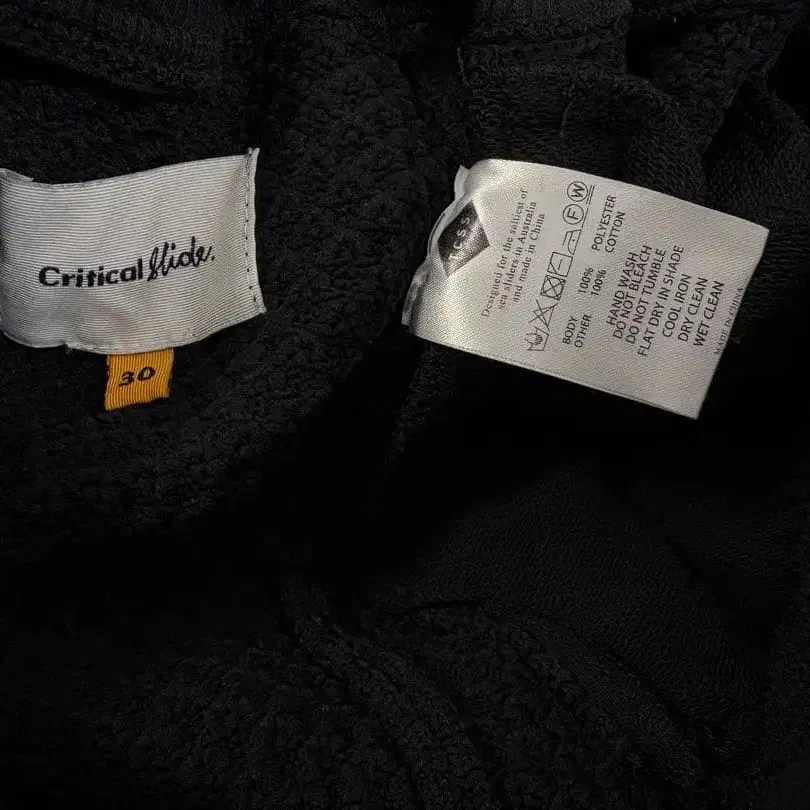 Critical Slide.
30
TCSS
Designed for the saltiest of
sea sliders in Australia
and made in China
F W
BODY 100% POLYESTER
OTHER 100% COTTON
HAND WASH
DO NOT BLEACH
DO NOT TUMBLE
FLAT DRY IN SHADE
COOL IRON
DRY CLEAN
WET CLEAN
MADE IN CHINA